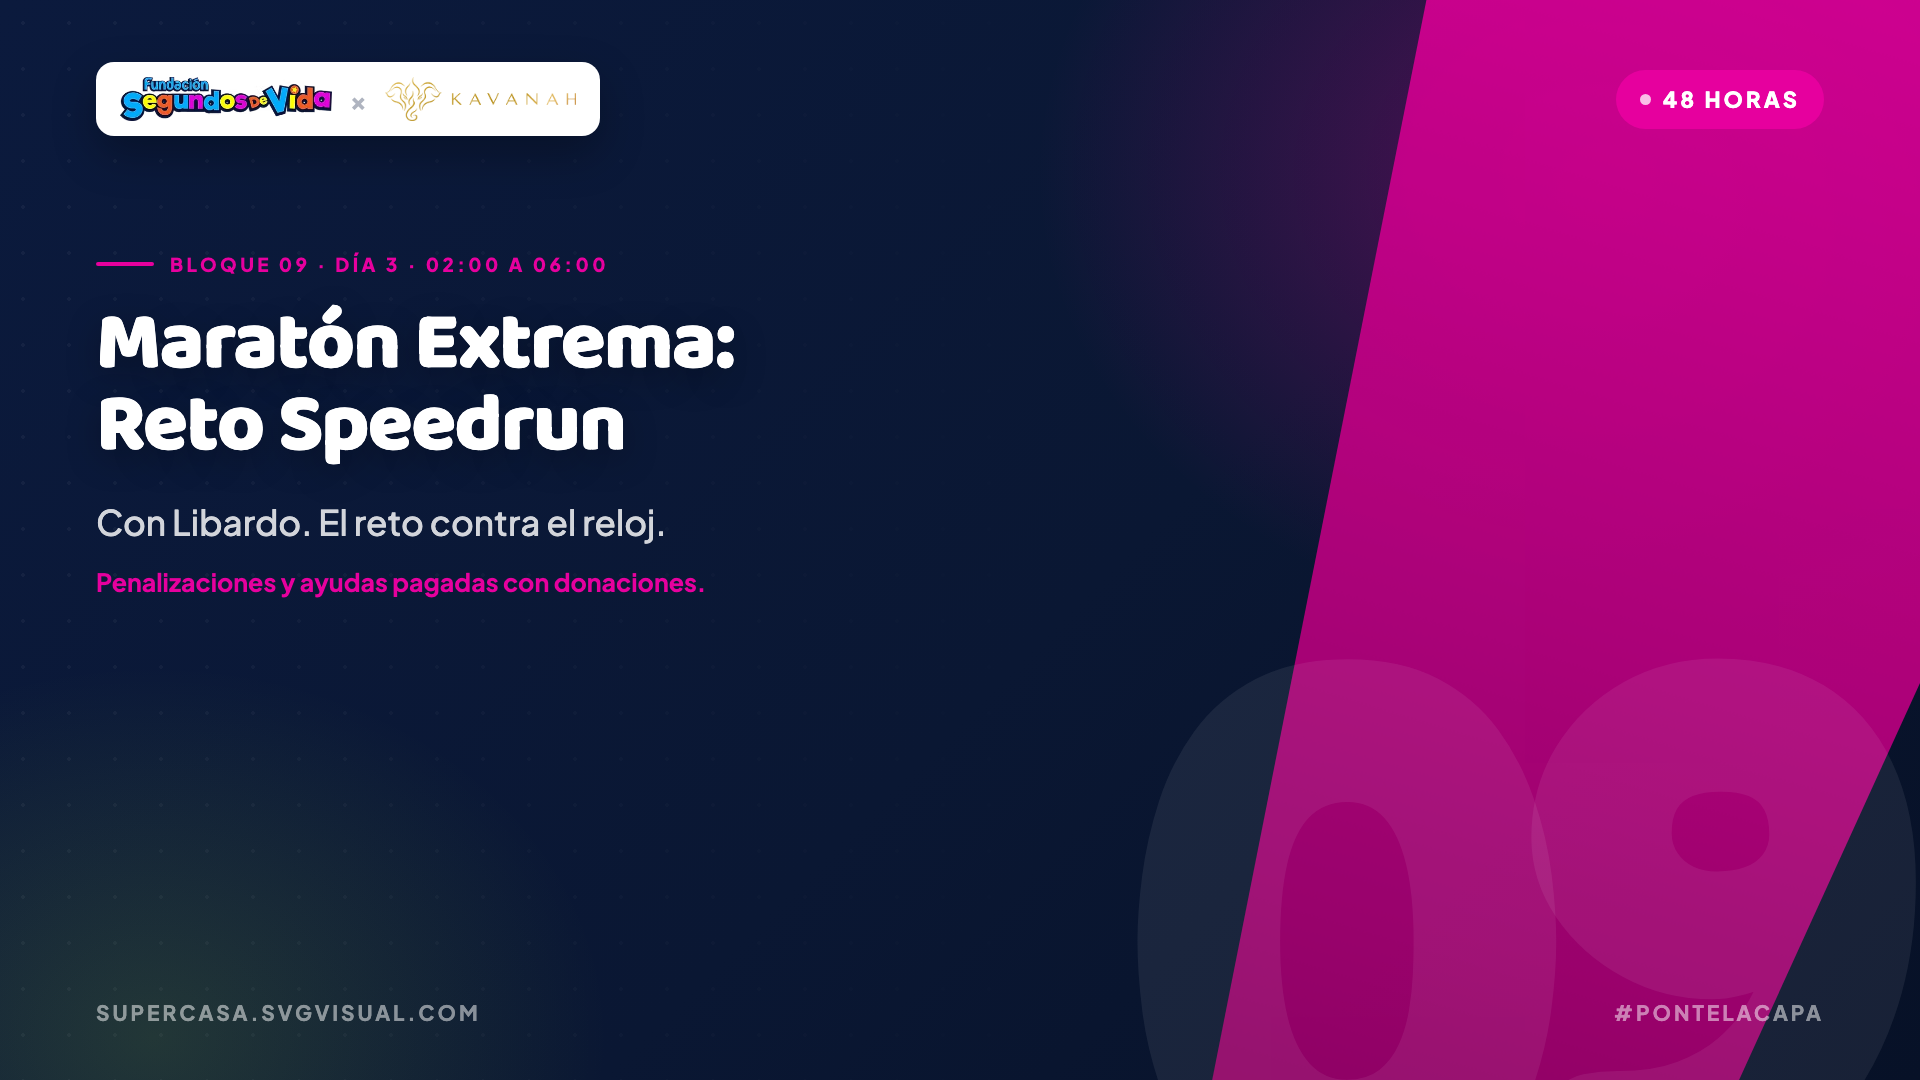 Fundación
Segundos De Vida × KAVANAH
48 HORAS
BLOQUE 09 · DÍA 3 · 02:00 A 06:00
Maratón Extrema:
Reto Speedrun
Con Libardo. El reto contra el reloj.
Penalizaciones y ayudas pagadas con donaciones.
09
SUPERCASA.SVGVISUAL.COM
#PONTELACAPA